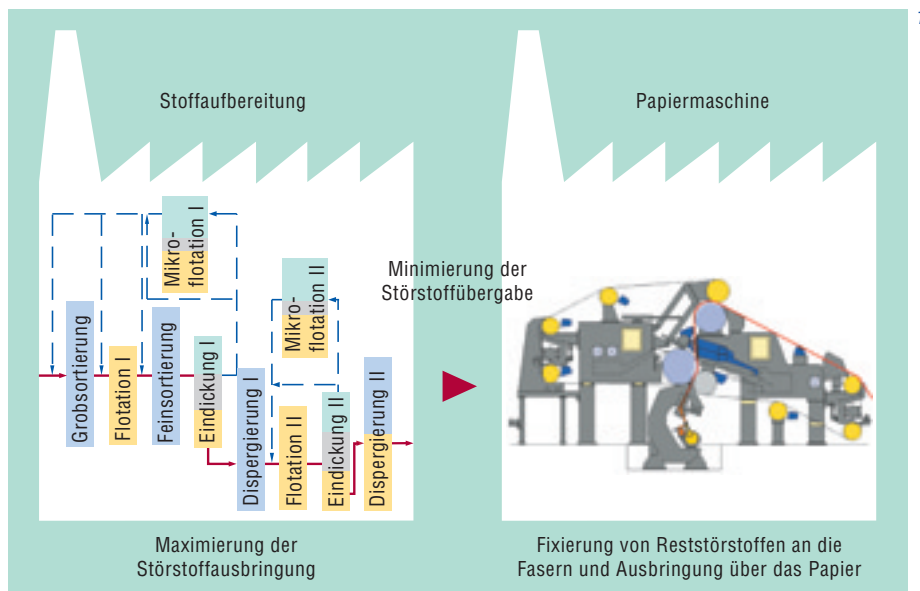 Stoffaufbereitung
Papiermaschine
Mikro-
flotation I
Mikro-
flotation II
Minimierung der
Störstoffübergabe
Grobsortierung
Flotation I
Feinsortierung
Eindickung I
Dispergierung I
Flotation II
Eindickung II
Dispergierung II
Maximierung der
Störstoffausbringung
Fixierung von Reststörstoffen an die
Fasern und Ausbringung über das Papier